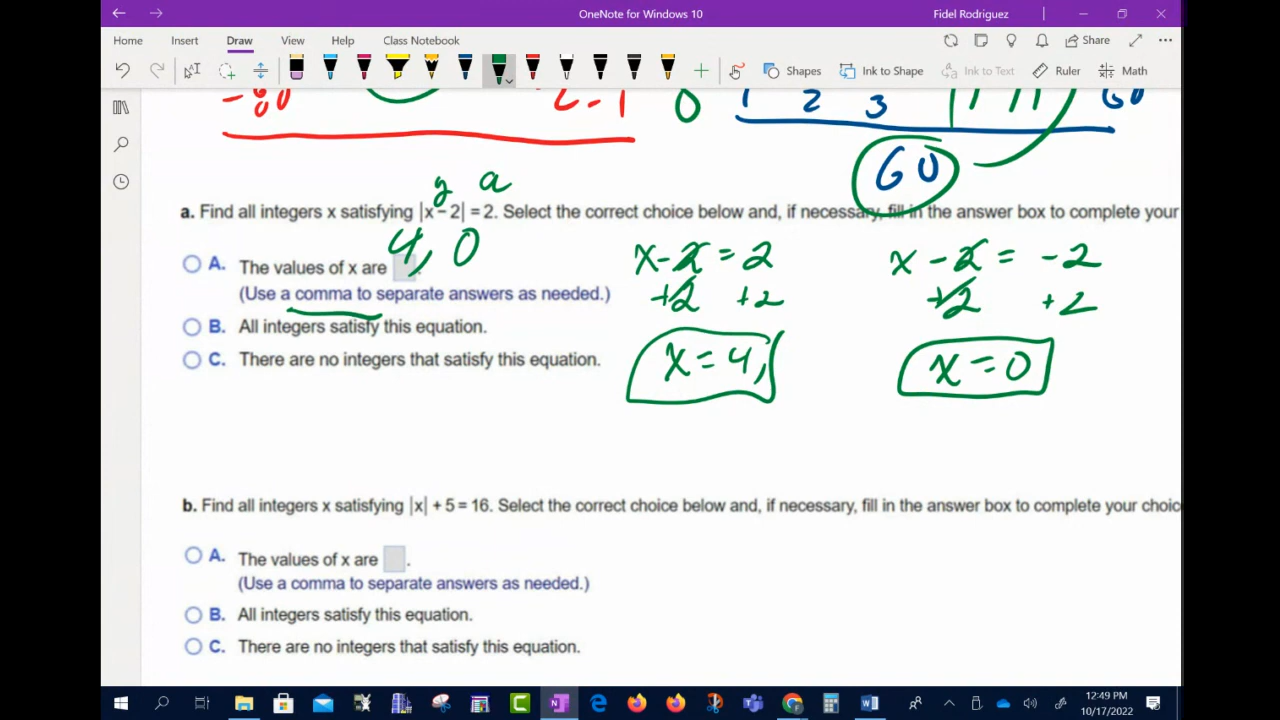 OneNote for Windows 10
Fidel Rodriguez
Home Insert Draw View Help Class Notebook
Share
Shapes Ink to Shape Ink to Text Ruler Math
-80 -2 -1 0 1 2 3 60
60
y a
a. Find all integers x satisfying |x - 2| = 2. Select the correct choice below and, if necessary, fill in the answer box to complete your
4, 0
A. The values of x are .
(Use a comma to separate answers as needed.)
B. All integers satisfy this equation.
C. There are no integers that satisfy this equation.
x - 2 = 2
+2 +2
x = 4,
x - 2 = -2
+2 +2
x = 0
b. Find all integers x satisfying |x| + 5 = 16. Select the correct choice below and, if necessary, fill in the answer box to complete your choic
A. The values of x are .
(Use a comma to separate answers as needed.)
B. All integers satisfy this equation.
C. There are no integers that satisfy this equation.
12:49 PM
10/17/2022